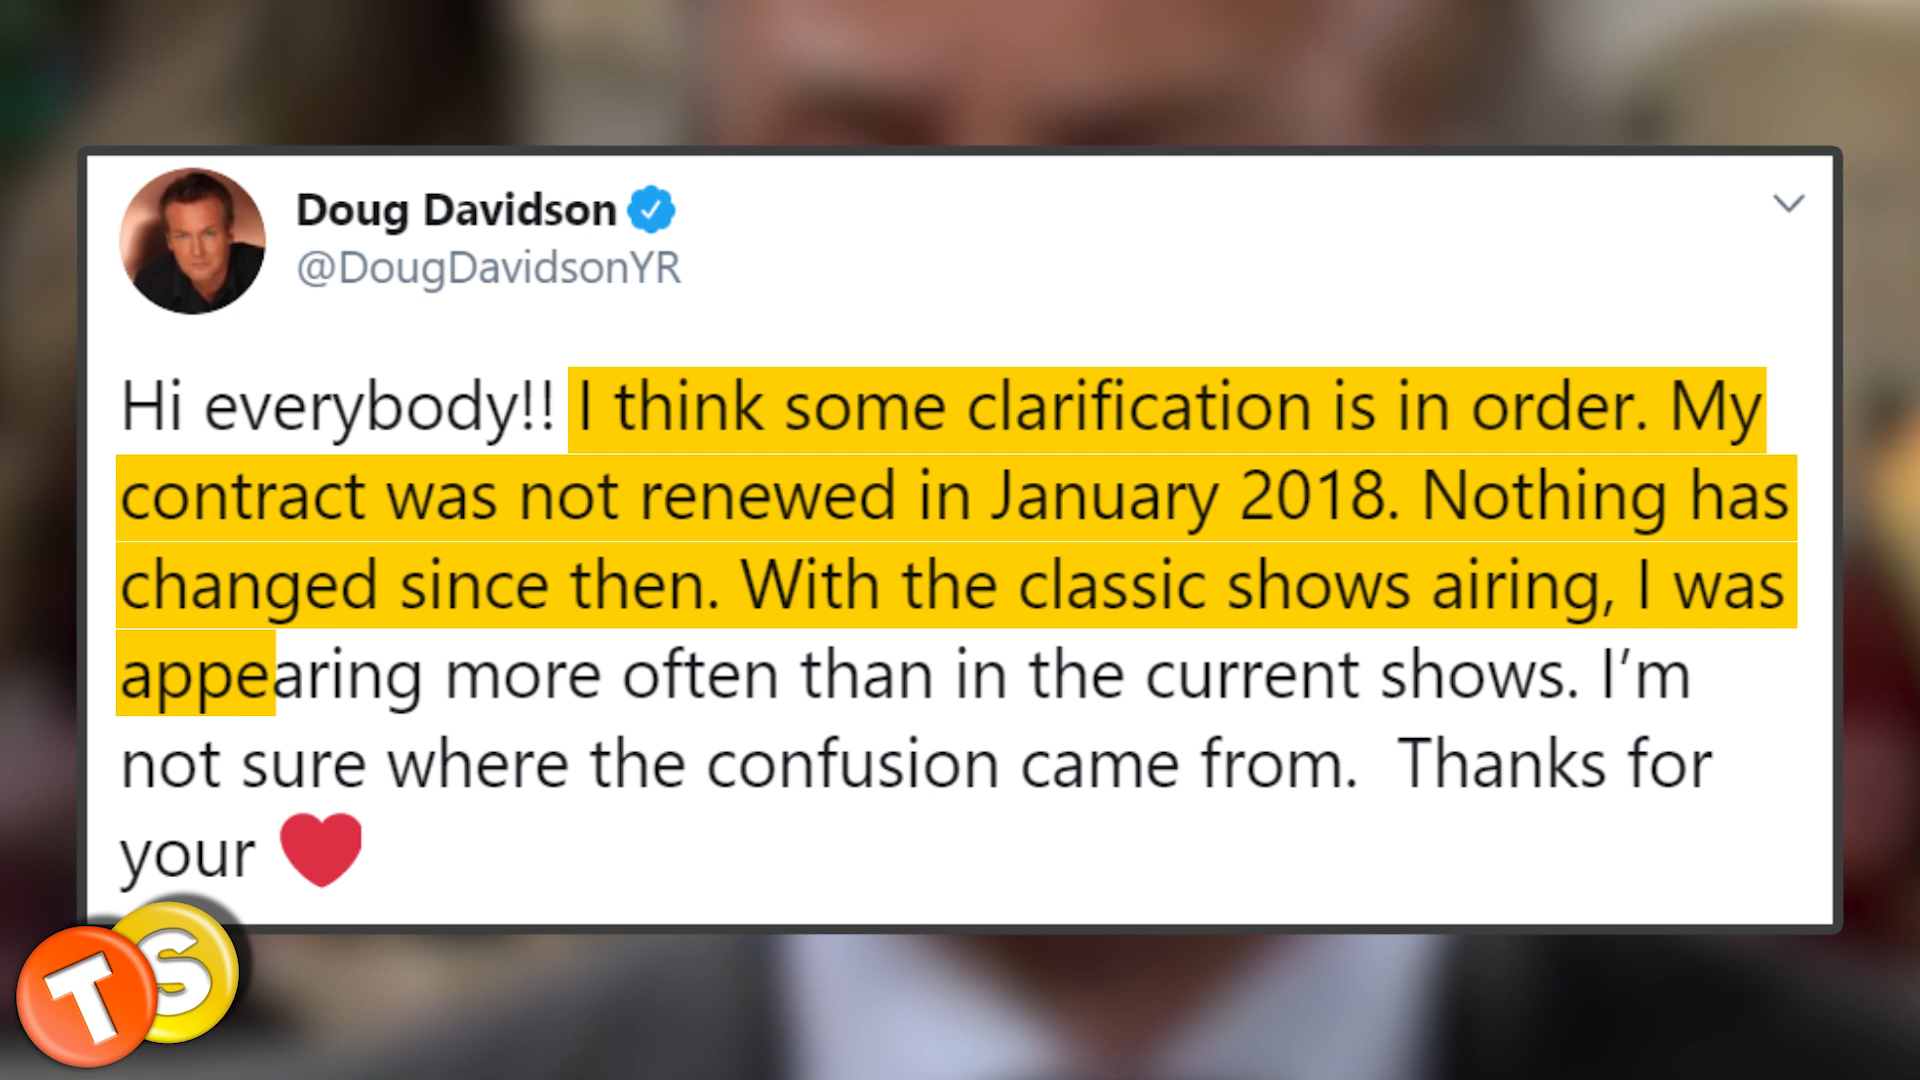 Doug Davidson
@DougDavidsonYR
Hi everybody!! I think some clarification is in order. My
contract was not renewed in January 2018. Nothing has
changed since then. With the classic shows airing, I was
appearing more often than in the current shows. I’m
not sure where the confusion came from.  Thanks for
your ❤
TS